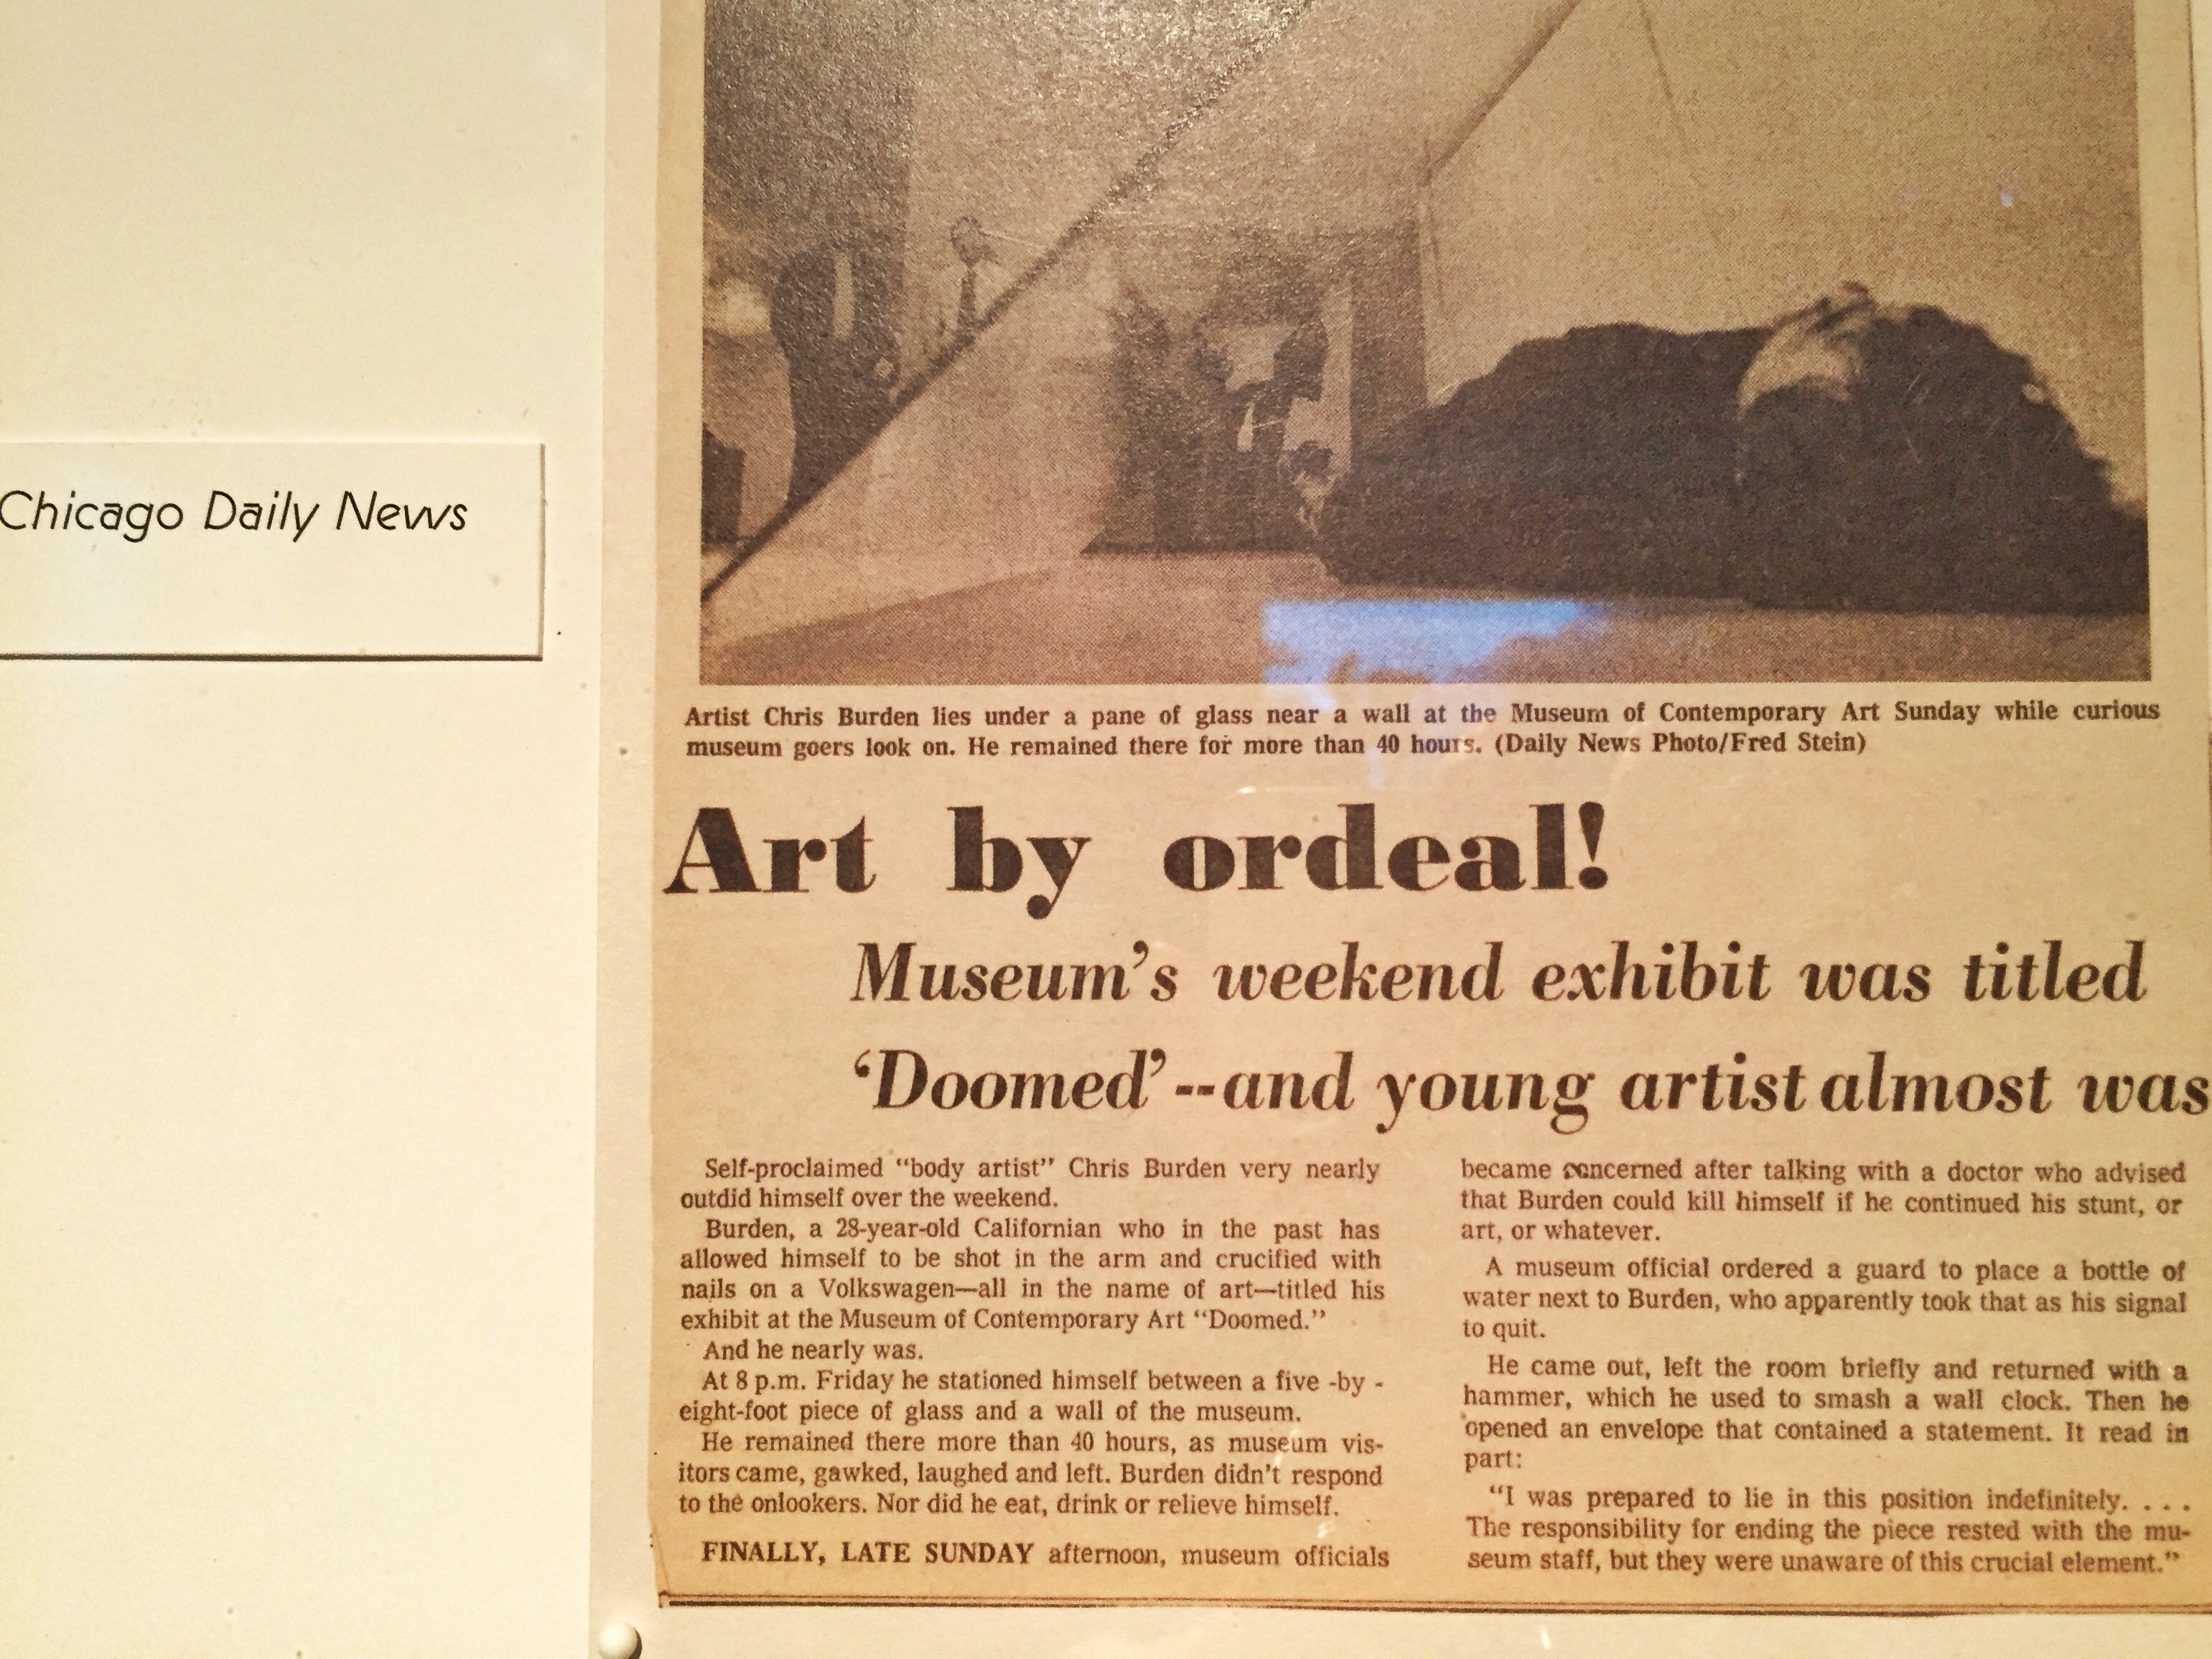 Chicago Daily News
Artist Chris Burden lies under a pane of glass near a wall at the Museum of Contemporary Art Sunday while curious
museum goers look on. He remained there for more than 40 hours. (Daily News Photo/Fred Stein)
Art by ordeal!
Museum's weekend exhibit was titled
'Doomed'--and young artist almost was
Self-proclaimed "body artist" Chris Burden very nearly
outdid himself over the weekend.
Burden, a 28-year-old Californian who in the past has
allowed himself to be shot in the arm and crucified with
nails on a Volkswagen—all in the name of art—titled his
exhibit at the Museum of Contemporary Art "Doomed."
And he nearly was.
At 8 p.m. Friday he stationed himself between a five -by -
eight-foot piece of glass and a wall of the museum.
He remained there more than 40 hours, as museum vis-
itors came, gawked, laughed and left. Burden didn't respond
to the onlookers. Nor did he eat, drink or relieve himself.
FINALLY, LATE SUNDAY afternoon, museum officials
became concerned after talking with a doctor who advised
that Burden could kill himself if he continued his stunt, or
art, or whatever.
A museum official ordered a guard to place a bottle of
water next to Burden, who apparently took that as his signal
to quit.
He came out, left the room briefly and returned with a
hammer, which he used to smash a wall clock. Then he
opened an envelope that contained a statement. It read in
part:
"I was prepared to lie in this position indefinitely. . . .
The responsibility for ending the piece rested with the mu-
seum staff, but they were unaware of this crucial element."